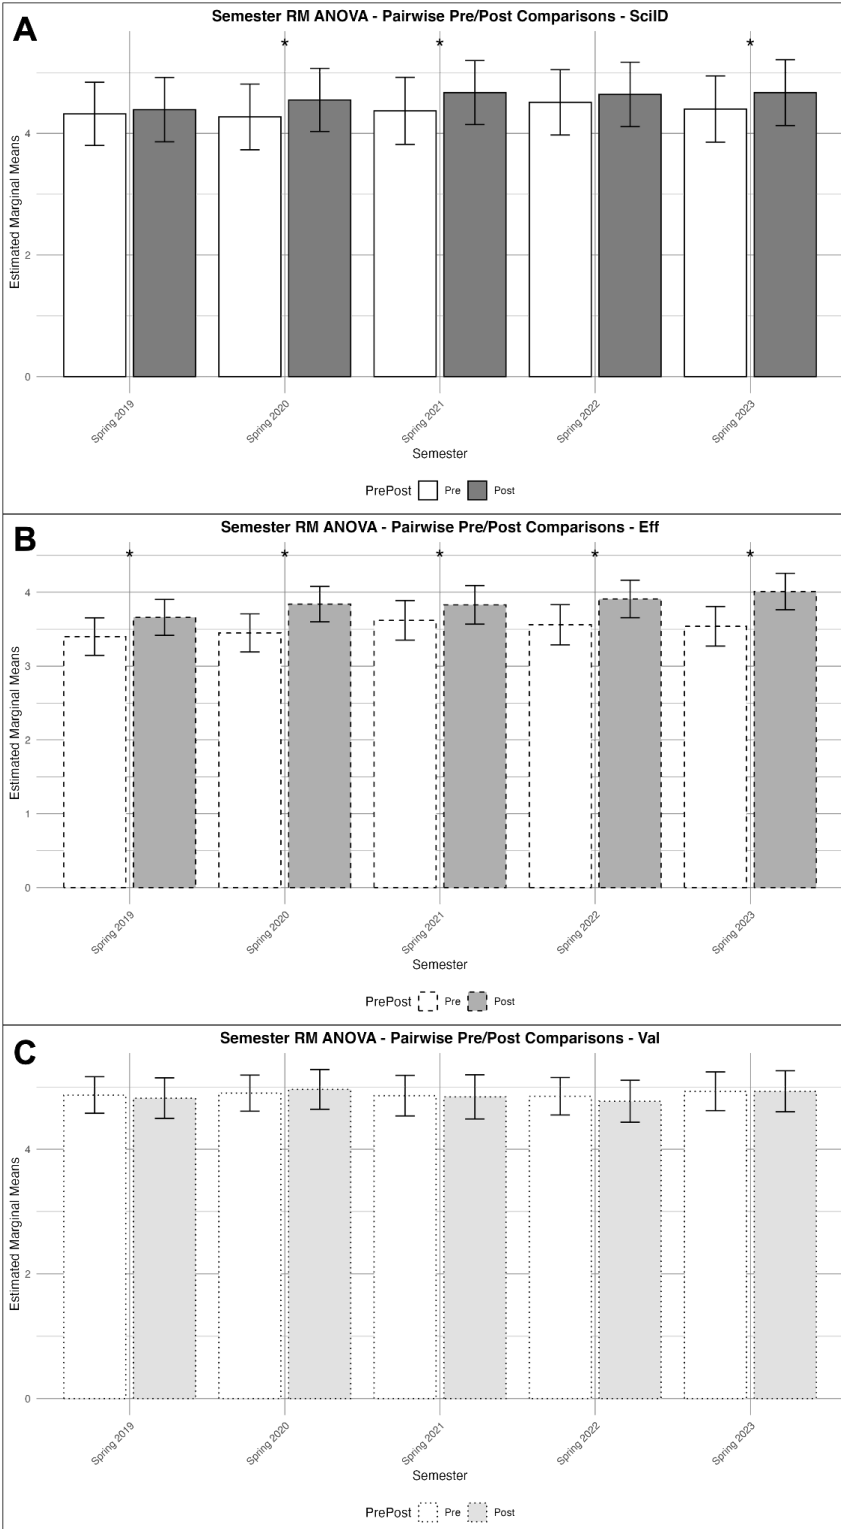 A
Semester RM ANOVA - Pairwise Pre/Post Comparisons - SciID
* * *
Estimated Marginal Means
4
2
0
Spring 2019 Spring 2020 Spring 2021 Spring 2022 Spring 2023
Semester
PrePost Pre Post
B
Semester RM ANOVA - Pairwise Pre/Post Comparisons - Eff
* * * * *
Estimated Marginal Means
4
3
2
1
0
Spring 2019 Spring 2020 Spring 2021 Spring 2022 Spring 2023
Semester
PrePost Pre Post
C
Semester RM ANOVA - Pairwise Pre/Post Comparisons - Val
Estimated Marginal Means
4
2
0
Spring 2019 Spring 2020 Spring 2021 Spring 2022 Spring 2023
Semester
PrePost Pre Post